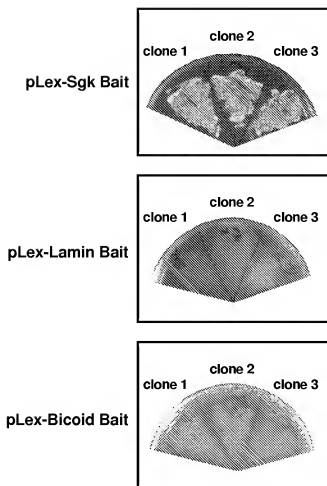 clone 2
clone 1 clone 3
pLex-Sgk Bait
clone 2
clone 1 clone 3
pLex-Lamin Bait
clone 2
clone 1 clone 3
pLex-Bicoid Bait